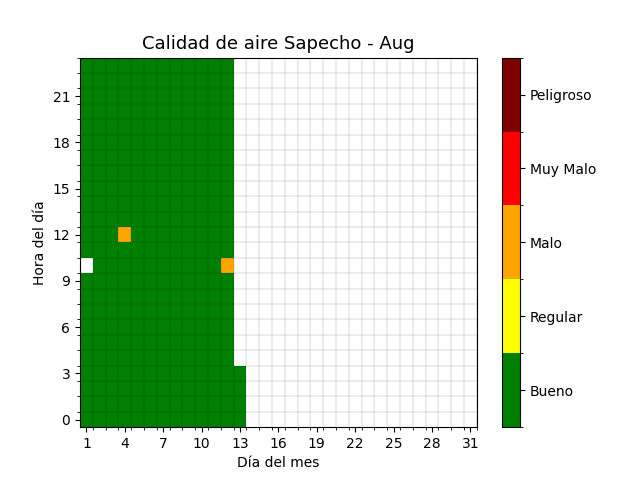 Calidad de aire Sapecho - Aug
Hora del día
21
18
15
12
9
6
3
0
1 4 7 10 13 16 19 22 25 28 31
Día del mes
Peligroso
Muy Malo
Malo
Regular
Bueno